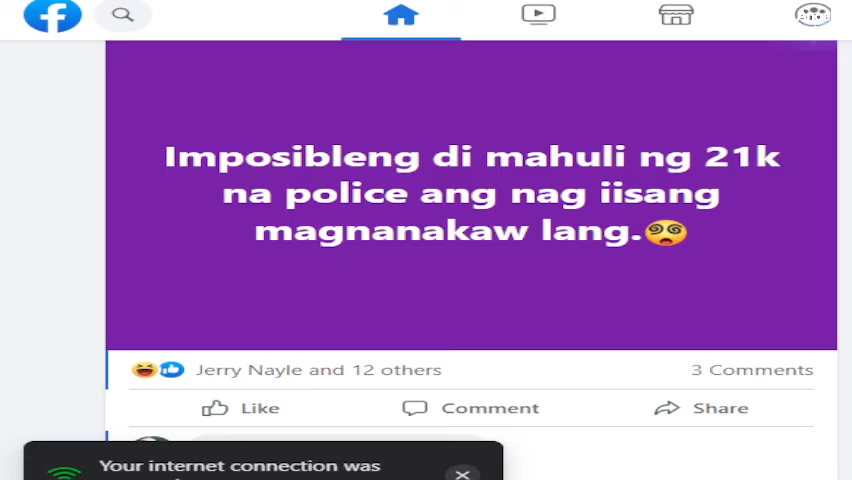 Imposibleng di mahuli ng 21k
na police ang nag iisang
magnanakaw lang.
Jerry Nayle and 12 others
3 Comments
Like
Comment
Share
Your internet connection was